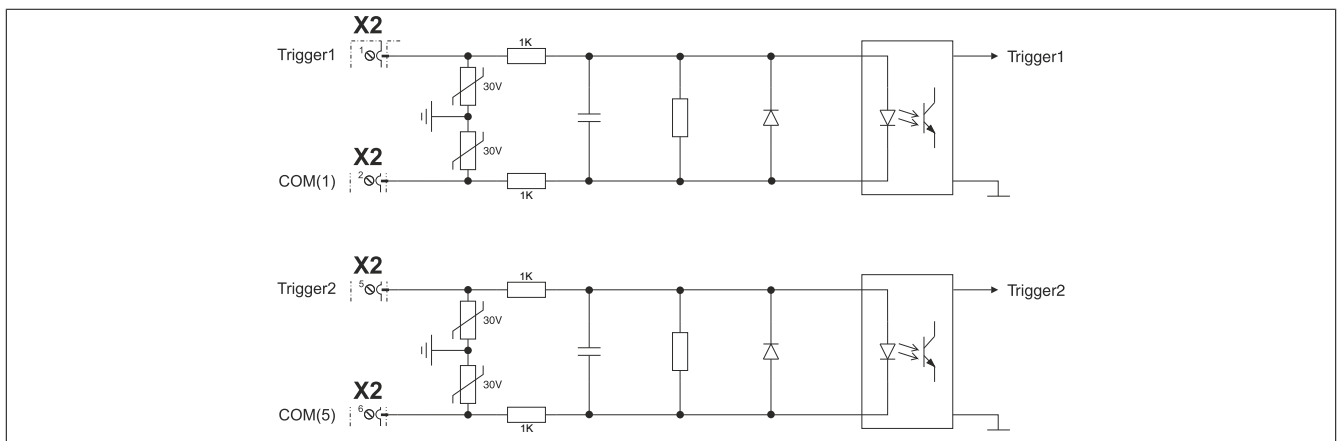 X2
1K
Trigger1
1
Trigger1
30V
30V
X2
COM(1)
2
1K
X2
1K
Trigger2
5
Trigger2
30V
30V
X2
COM(5)
6
1K